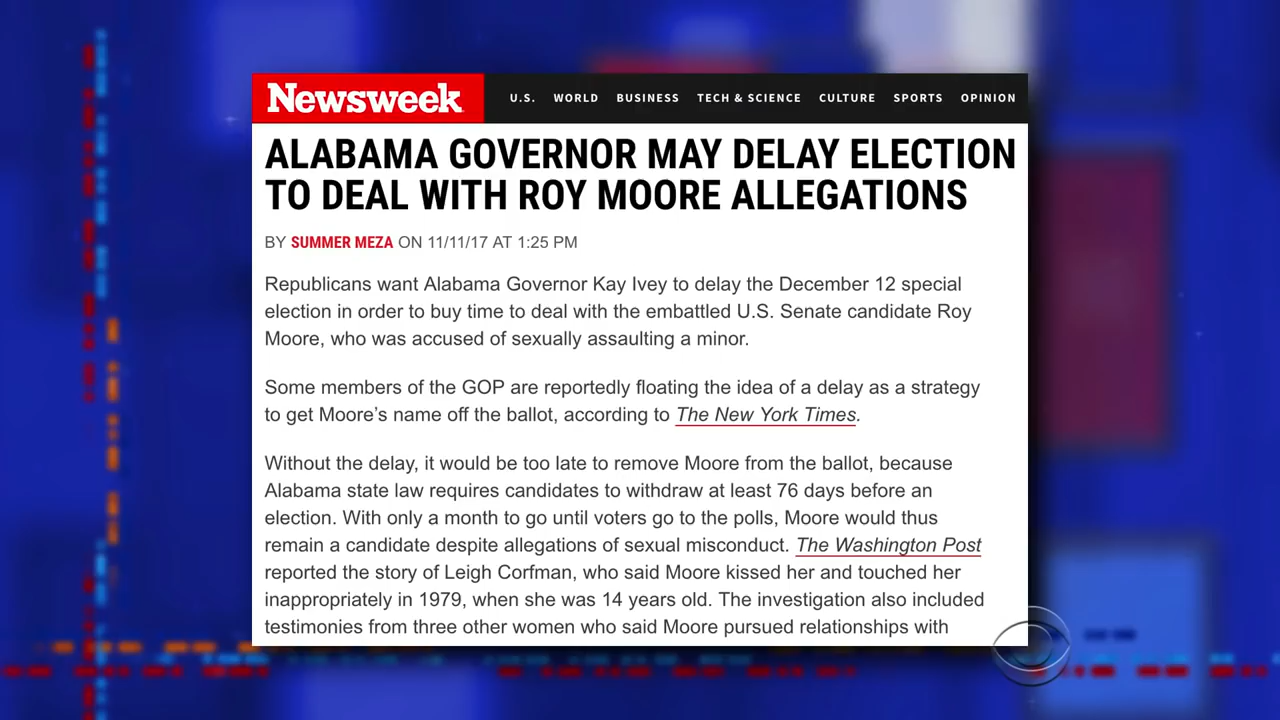 Newsweek
U.S. WORLD BUSINESS TECH & SCIENCE CULTURE SPORTS OPINION
ALABAMA GOVERNOR MAY DELAY ELECTION
TO DEAL WITH ROY MOORE ALLEGATIONS
BY SUMMER MEZA ON 11/11/17 AT 1:25 PM
Republicans want Alabama Governor Kay Ivey to delay the December 12 special
election in order to buy time to deal with the embattled U.S. Senate candidate Roy
Moore, who was accused of sexually assaulting a minor.
Some members of the GOP are reportedly floating the idea of a delay as a strategy
to get Moore’s name off the ballot, according to The New York Times.
Without the delay, it would be too late to remove Moore from the ballot, because
Alabama state law requires candidates to withdraw at least 76 days before an
election. With only a month to go until voters go to the polls, Moore would thus
remain a candidate despite allegations of sexual misconduct. The Washington Post
reported the story of Leigh Corfman, who said Moore kissed her and touched her
inappropriately in 1979, when she was 14 years old. The investigation also included
testimonies from three other women who said Moore pursued relationships with